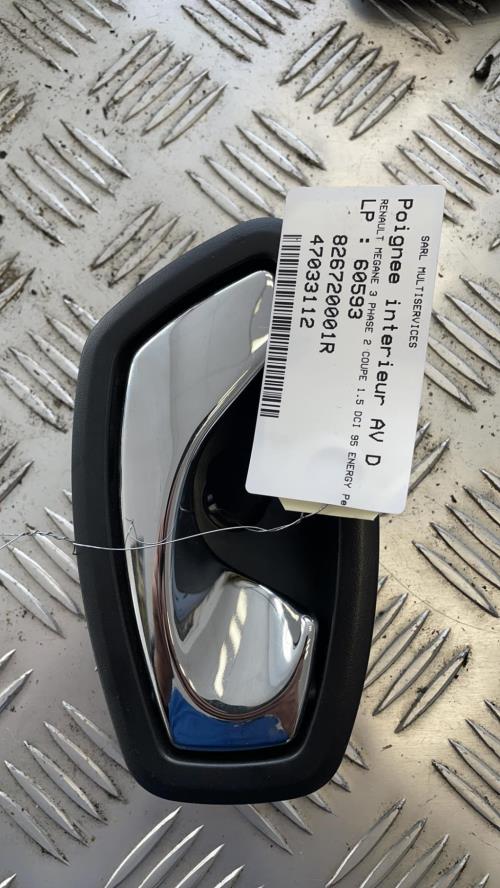 SARL MULTISERVICES
Poignee interieur AV D
RENAULT MEGANE 3 PHASE 2 COUPE 1.5 DCI 95 ENERGY Pe
LP : 60593
826720001R
47033112